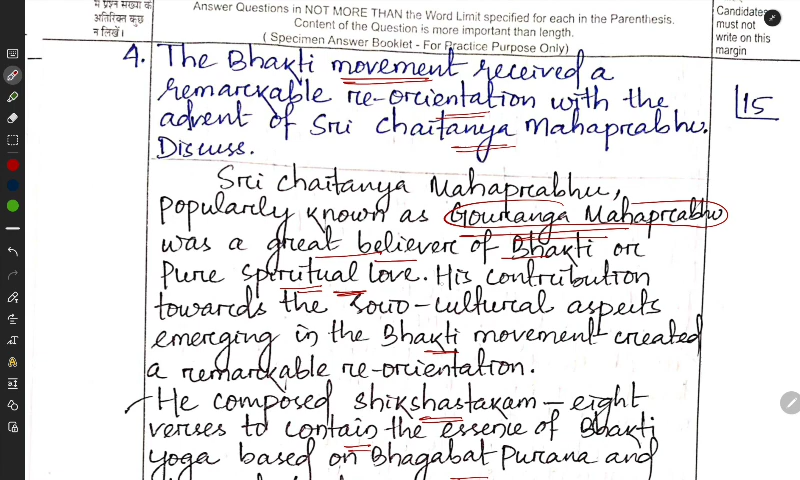 में प्रश्न संख्या के
अतिरिक्त कुछ
न लिखें।
Answer Questions in NOT MORE THAN the Word Limit specified for each in the Parenthesis.
Content of the Question is more important than length.
( Specimen Answer Booklet - For Practice Purpose Only)
Candidates
must not
write on this
margin
4. The Bhakti movement received a
remarkable re-orientation with the
advent of Sri Chaitanya Mahaprabhu.
Discuss.
15
Sri Chaitanya Mahaprabhu,
popularly known as Gouranga Mahaprabhu
was a great believer of Bhakti or
Pure spiritual love. His contribution
towards the socio-cultural aspects
emerging in the Bhakti movement created
a remarkable re-orientation.
He composed Shikshastakam - eight
verses to contain the essence of Bhakti
yoga based on Bhagabat Purana and